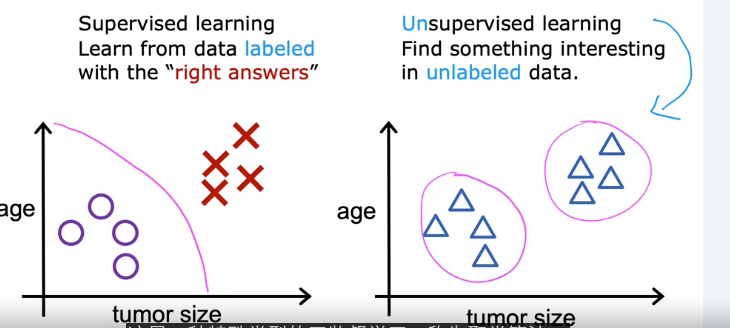 Supervised learning
Learn from data labeled
with the “right answers”
age
tumor size
Unsupervised learning
Find something interesting
in unlabeled data.
age
tumor size